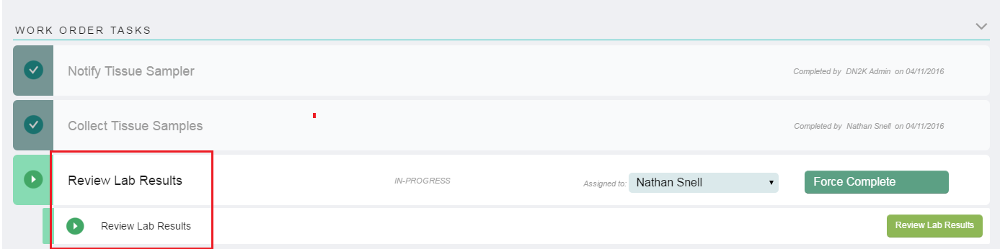 WORK ORDER TASKS
Notify Tissue Sampler
Completed by DN2K Admin on 04/11/2016
Collect Tissue Samples
Completed by Nathan Snell on 04/11/2016
Review Lab Results
IN-PROGRESS
Assigned to: Nathan Snell
Force Complete
Review Lab Results
Review Lab Results